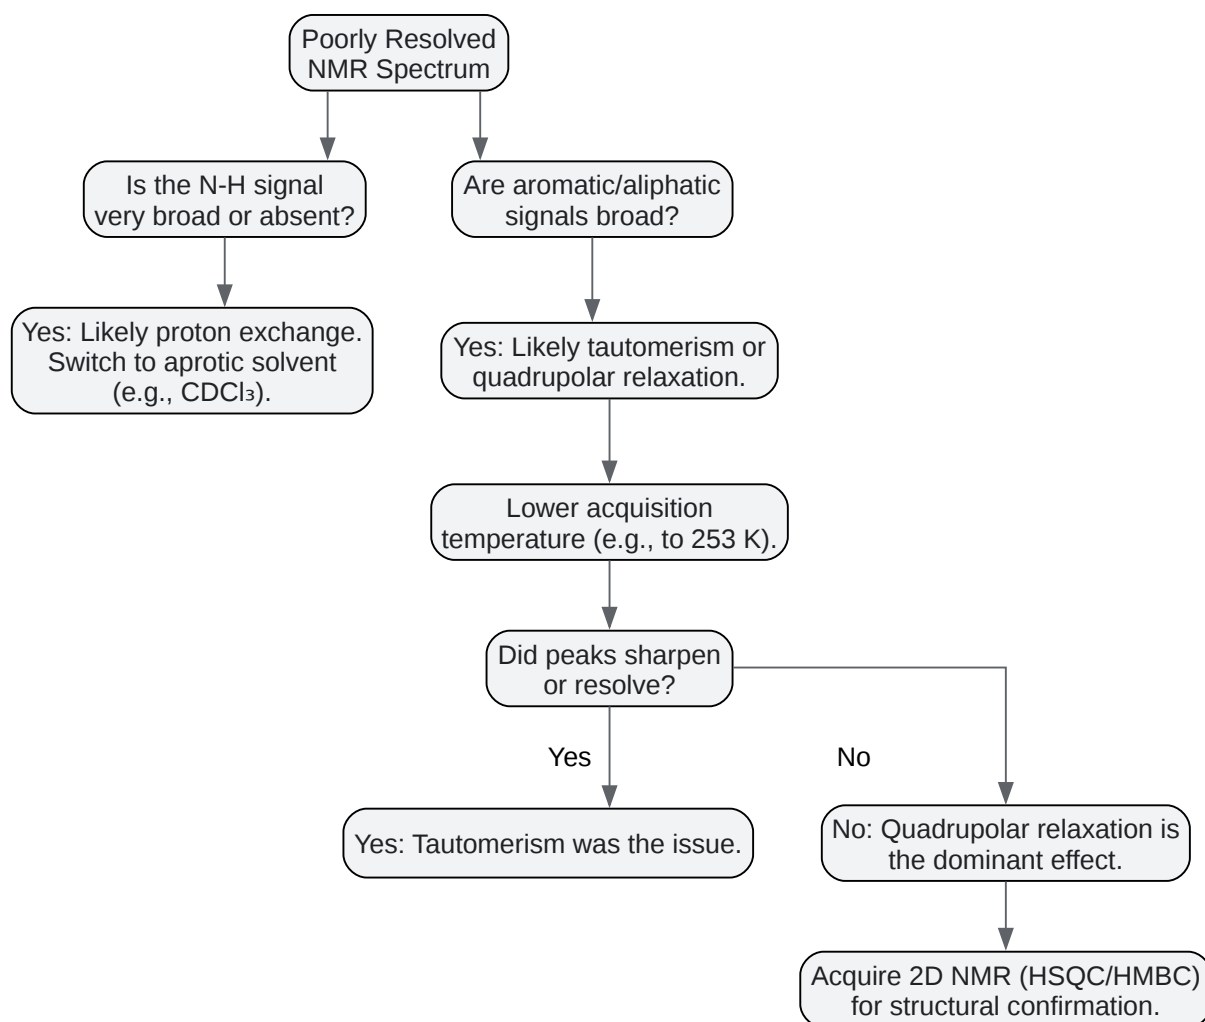 Poorly Resolved
NMR Spectrum
Is the N-H signal
very broad or absent?
Are aromatic/aliphatic
signals broad?
Yes: Likely proton exchange.
Switch to aprotic solvent
(e.g., CDCl₃).
Yes: Likely tautomerism or
quadrupolar relaxation.
Lower acquisition
temperature (e.g., to 253 K).
Did peaks sharpen
or resolve?
Yes
No
Yes: Tautomerism was the issue.
No: Quadrupolar relaxation is
the dominant effect.
Acquire 2D NMR (HSQC/HMBC)
for structural confirmation.